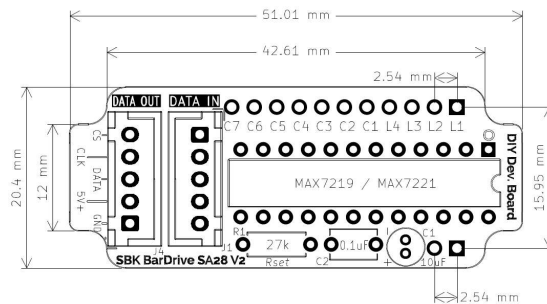 51.01 mm
42.61 mm
2.54 mm
DATA OUT DATA IN
C7 C6 C5 C4 C3 C2 C1 L4 L3 L2 L1
CS
CLK
DATA
5V+
GND
20.4 mm
12 mm
MAX7219 / MAX7221
DIY Dev. Board
15.95 mm
R1
J1
27k
Rset
C2
0.1uF
C1
10uF
- +
J4
SBK BarDrive SA28 V2
2.54 mm